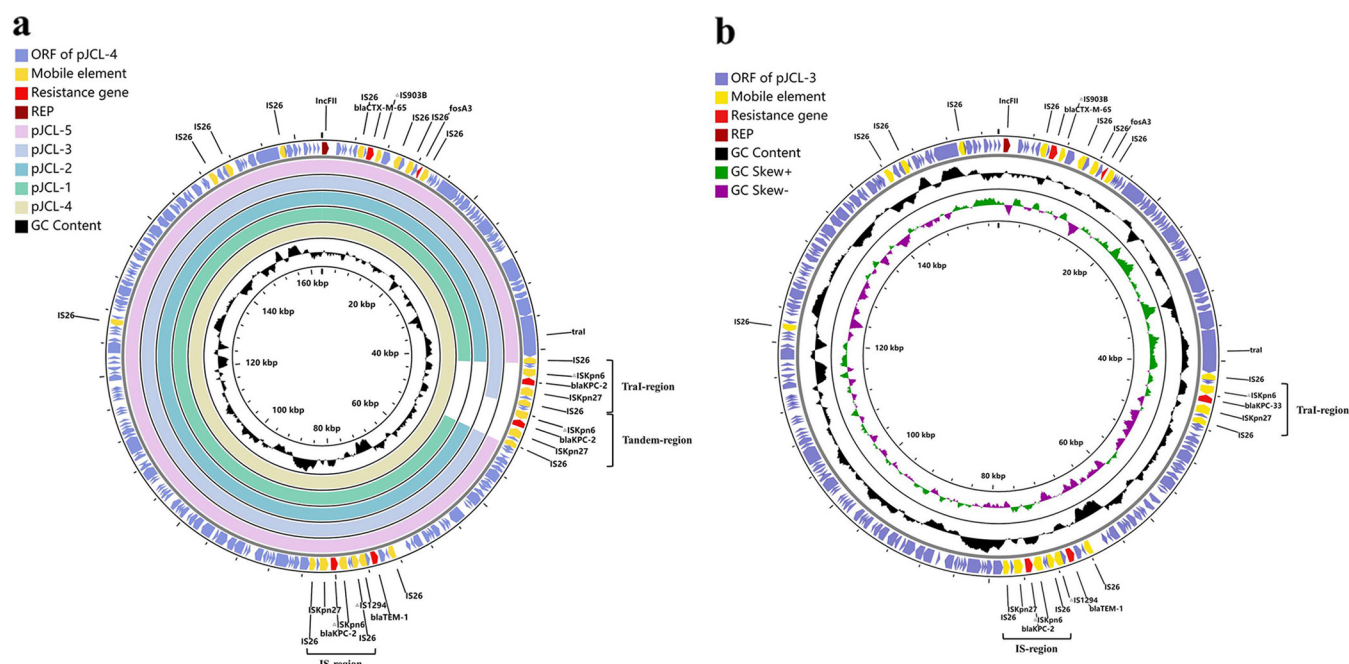 a
ORF of pJCL-4
Mobile element
Resistance gene
REP
pJCL-5
pJCL-3
pJCL-2
pJCL-1
pJCL-4
GC Content
IncFII
IS26
blaCTX-M-65
△IS903B
IS26
IS26
fosA3
IS26
IS26
IS26
IS26
IS26
traI
IS26
△ISKpn6
blaKPC-2
ISKpn27
IS26
△ISKpn6
blaKPC-2
ISKpn27
IS26
TraI-region
Tandem-region
IS26
blaTEM-1
△IS1294
IS26
△ISKpn6
blaKPC-2
ISKpn27
IS26
IS-region
160 kbp
20 kbp
40 kbp
60 kbp
80 kbp
100 kbp
120 kbp
140 kbp
b
ORF of pJCL-3
Mobile element
Resistance gene
REP
GC Content
GC Skew+
GC Skew-
IncFII
IS26
blaCTX-M-65
△IS903B
IS26
IS26
fosA3
IS26
IS26
IS26
IS26
IS26
traI
IS26
△ISKpn6
blaKPC-33
ISKpn27
IS26
TraI-region
IS26
blaTEM-1
△IS1294
IS26
△ISKpn6
blaKPC-2
ISKpn27
IS26
IS-region
20 kbp
40 kbp
60 kbp
80 kbp
100 kbp
120 kbp
140 kbp